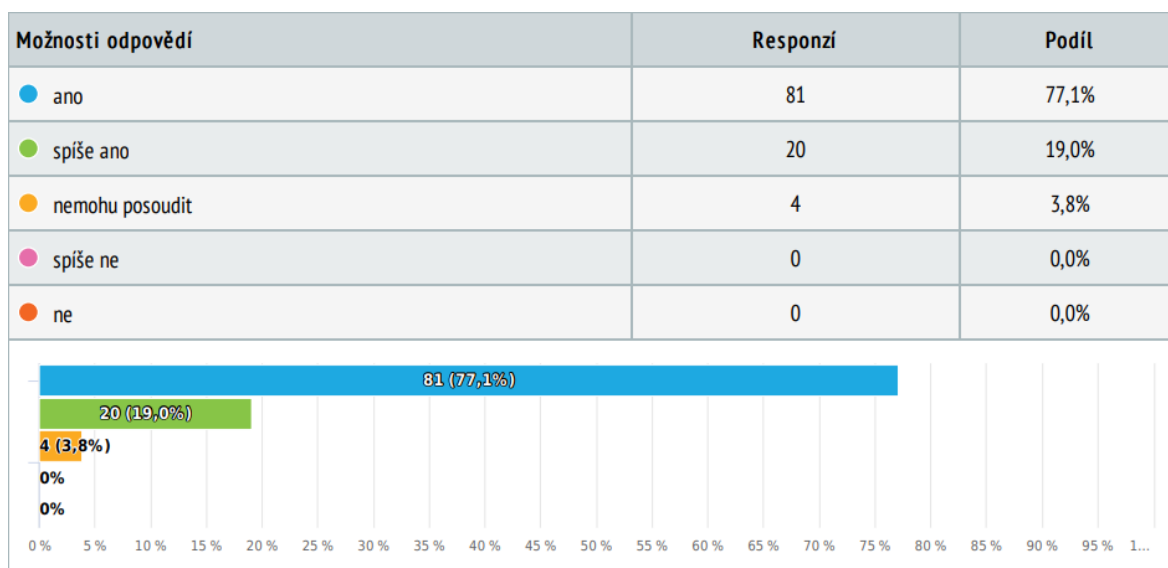 Možnosti odpovědí Responzí Podíl
ano 81 77,1%
spíše ano 20 19,0%
nemohu posoudit 4 3,8%
spíše ne 0 0,0%
ne 0 0,0%
81 (77,1%)
20 (19,0%)
4 (3,8%)
0%
0%
0 % 5 % 10 % 15 % 20 % 25 % 30 % 35 % 40 % 45 % 50 % 55 % 60 % 65 % 70 % 75 % 80 % 85 % 90 % 95 % 1...